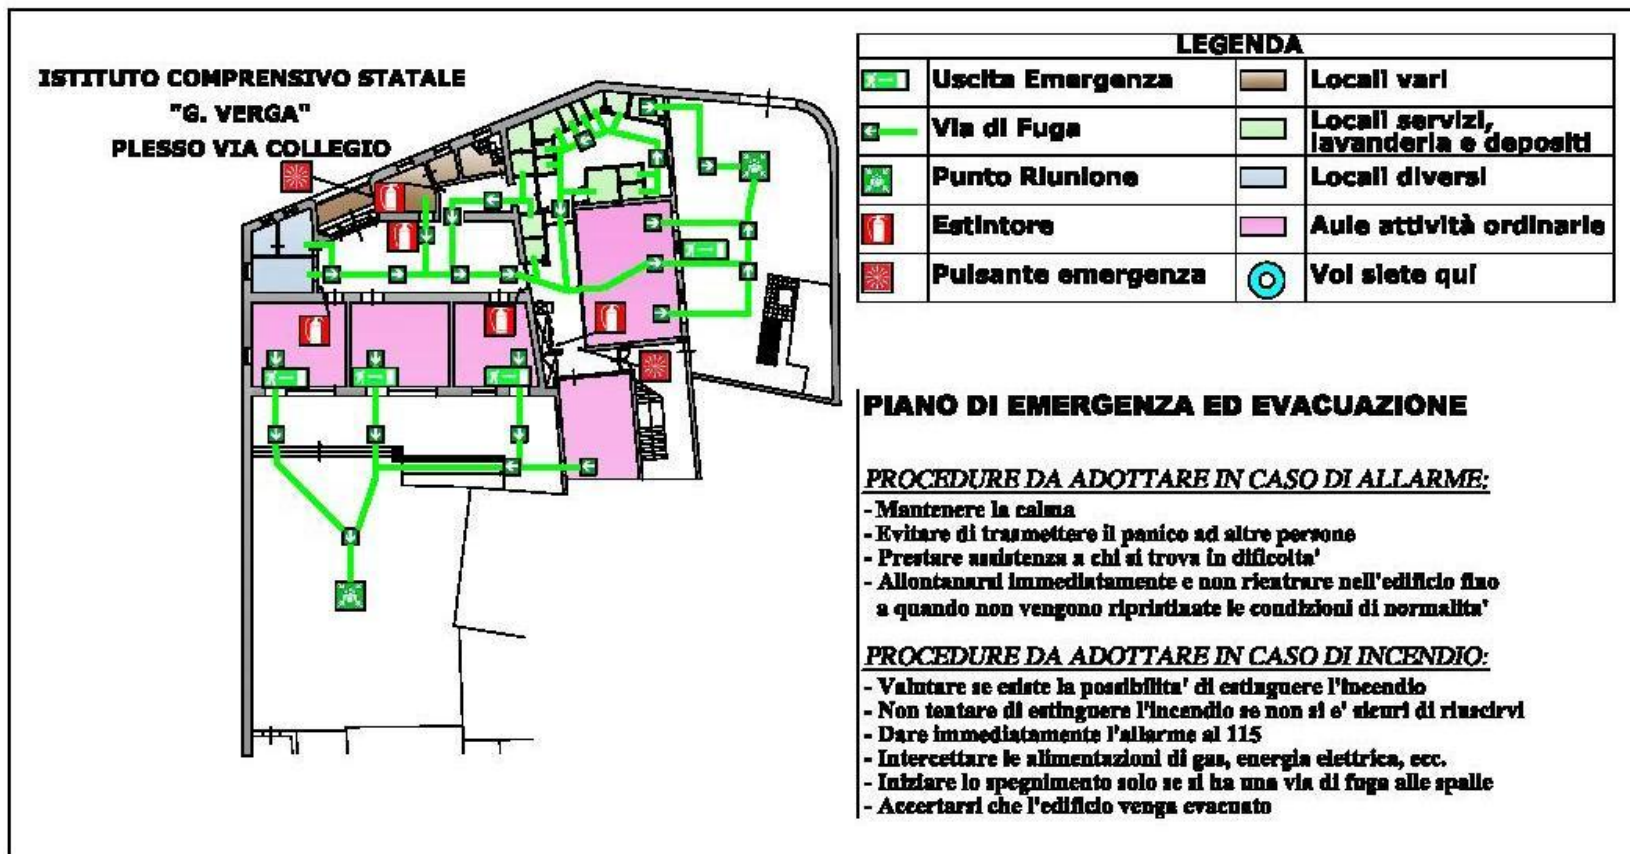 ISTITUTO COMPRENSIVO STATALE
"G. VERGA"
PLESSO VIA COLLEGIO
LEGENDA
Uscita Emergenza
Locali vari
Via di Fuga
Locali servizi,
lavanderia e depositi
Punto Riunione
Locali diversi
Estintore
Aule attività ordinarie
Pulsante emergenza
Voi siete qui
PIANO DI EMERGENZA ED EVACUAZIONE
PROCEDURE DA ADOTTARE IN CASO DI ALLARME:
- Mantenere la calma
- Evitare di trasmettere il panico ad altre persone
- Prestare assistenza a chi si trova in dificolta'
- Allontanarsi immediatamente e non rientrare nell'edificio fino
a quando non vengono ripristinate le condizioni di normalita'
PROCEDURE DA ADOTTARE IN CASO DI INCENDIO:
- Valutare se esiste la possibilita' di estinguere l'incendio
- Non tentare di estinguere l'incendio se non si e' sicuri di riuscirvi
- Dare immediatamente l'allarme al 115
- Intercettare le alimentazioni di gas, energia elettrica, ecc.
- Iniziare lo spegnimento solo se si ha una via di fuga alle spalle
- Accertarsi che l'edificio venga evacuato